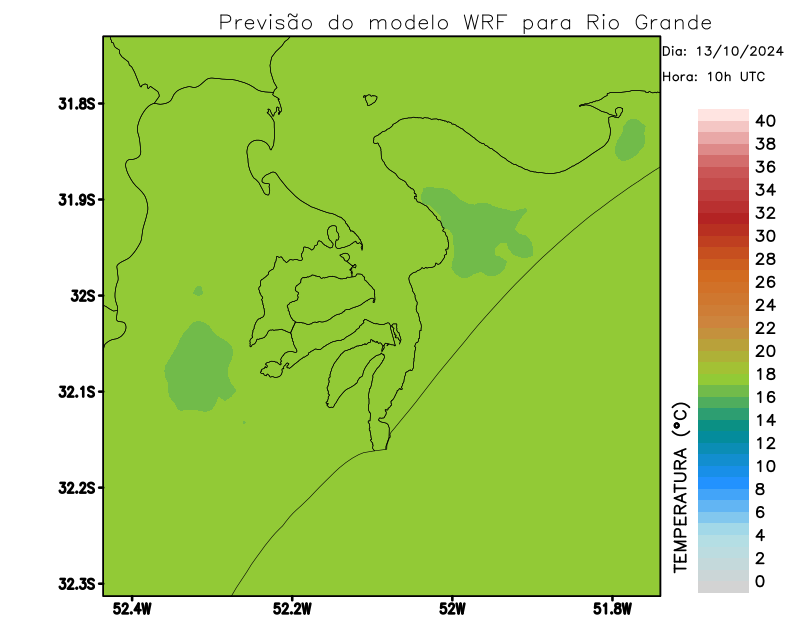 Previsão do modelo WRF para Rio Grande
Dia: 13/10/2024
Hora: 10h UTC
31.8S
31.9S
32S
32.1S
32.2S
32.3S
52.4W
52.2W
52W
51.8W
TEMPERATURA (°C)
40
38
36
34
32
30
28
26
24
22
20
18
16
14
12
10
8
6
4
2
0